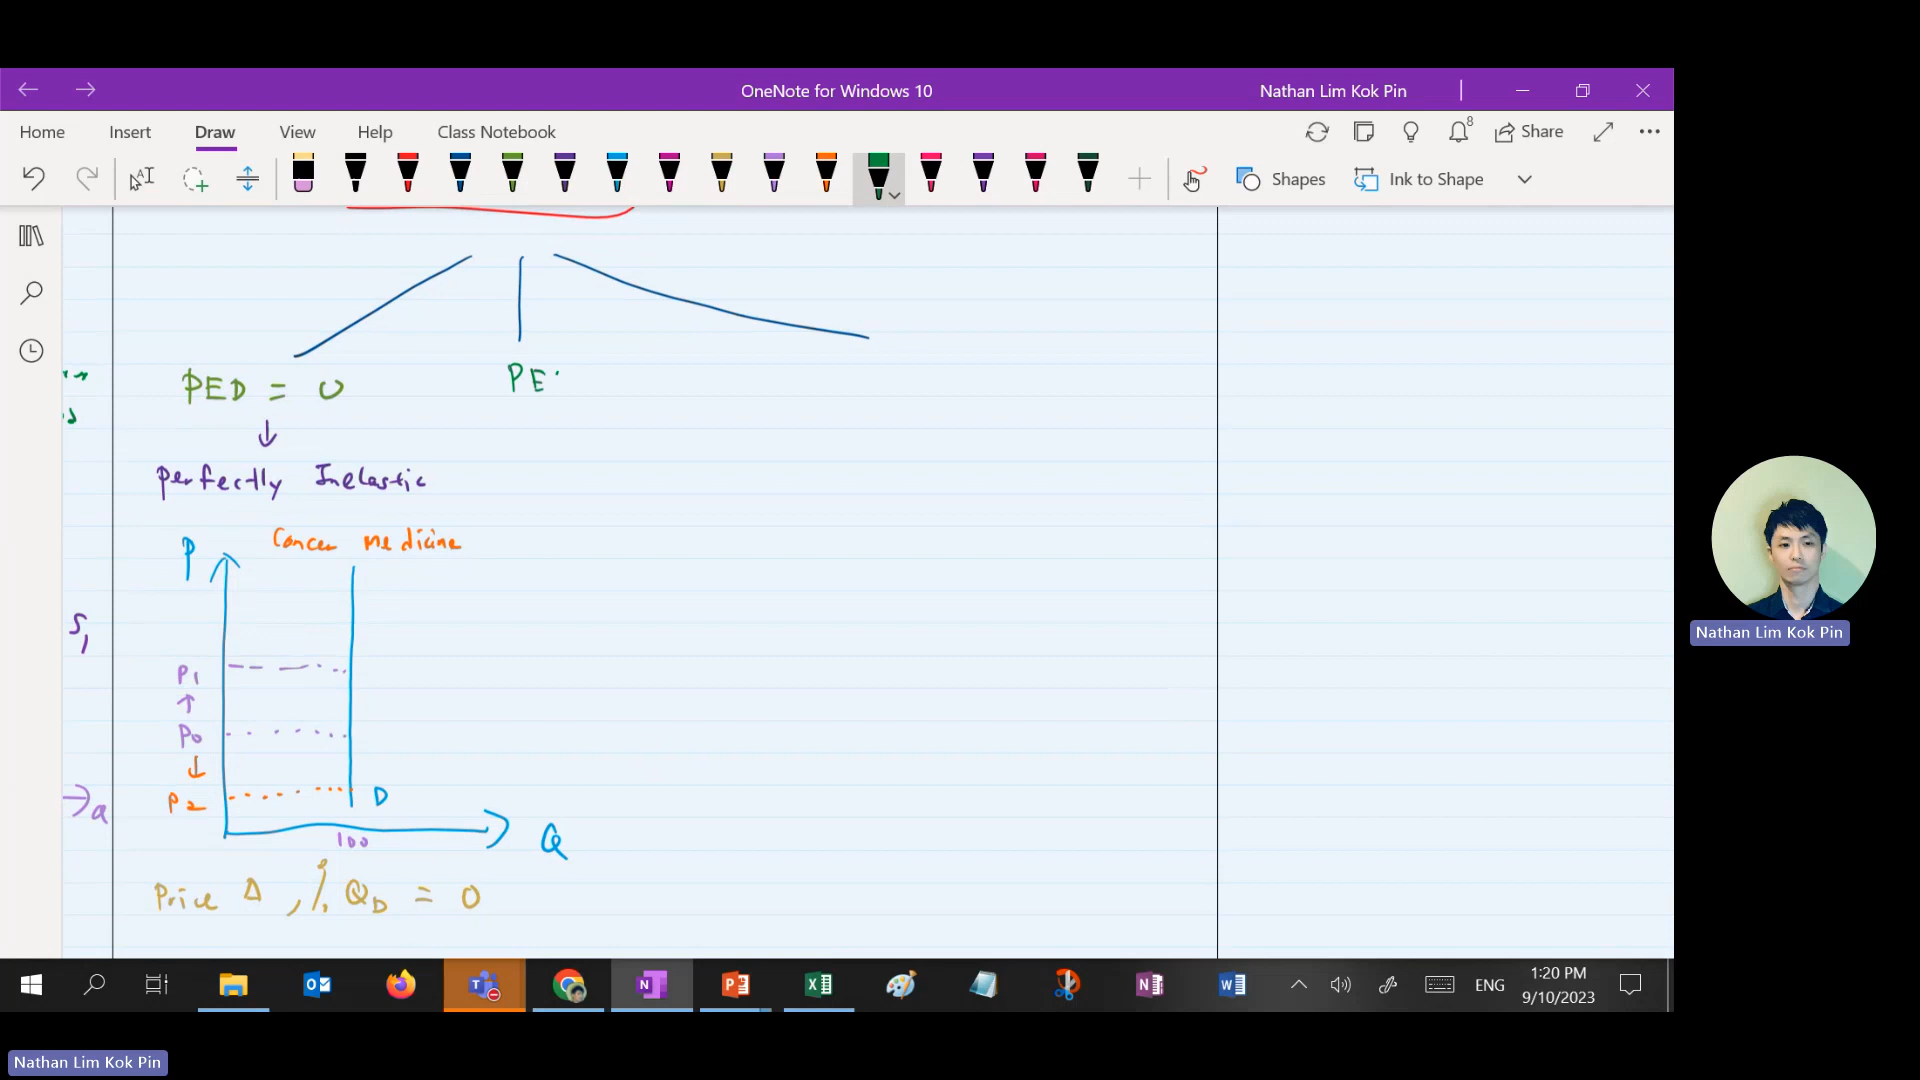 OneNote for Windows 10
Nathan Lim Kok Pin
Home Insert Draw View Help Class Notebook
8
Share
Shapes
Ink to Shape
PED = 0
PE
Perfectly Inelastic
P
Cancer medicine
S1
P1
↑
P0
↓
P2
D
100
Q
Price Δ, % QD = 0
Nathan Lim Kok Pin
ENG
1:20 PM
9/10/2023
Nathan Lim Kok Pin